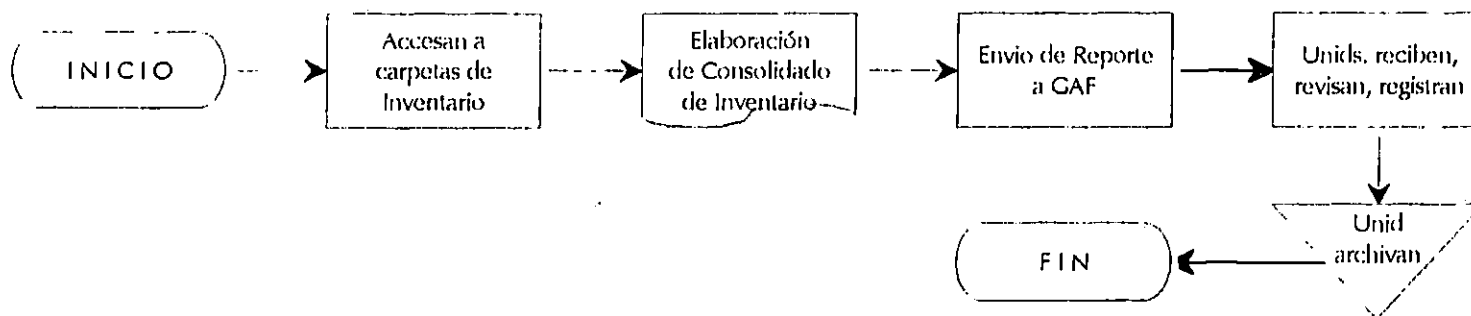 INICIO
Accesan a
carpetas de
Inventario
Elaboración
de Consolidado
de Inventario
Envio de Reporte
a GAF
Unids. reciben,
revisan, registran
Unid
archivan
FIN